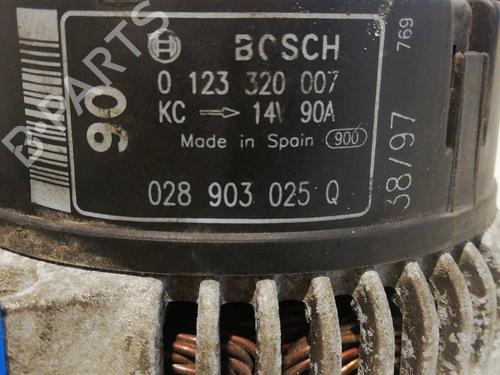 BOSCH
0 123 320 007
KC → 14V 90A
Made in Spain 900
028 903 025 Q
90
769
38/97
B-PARTS